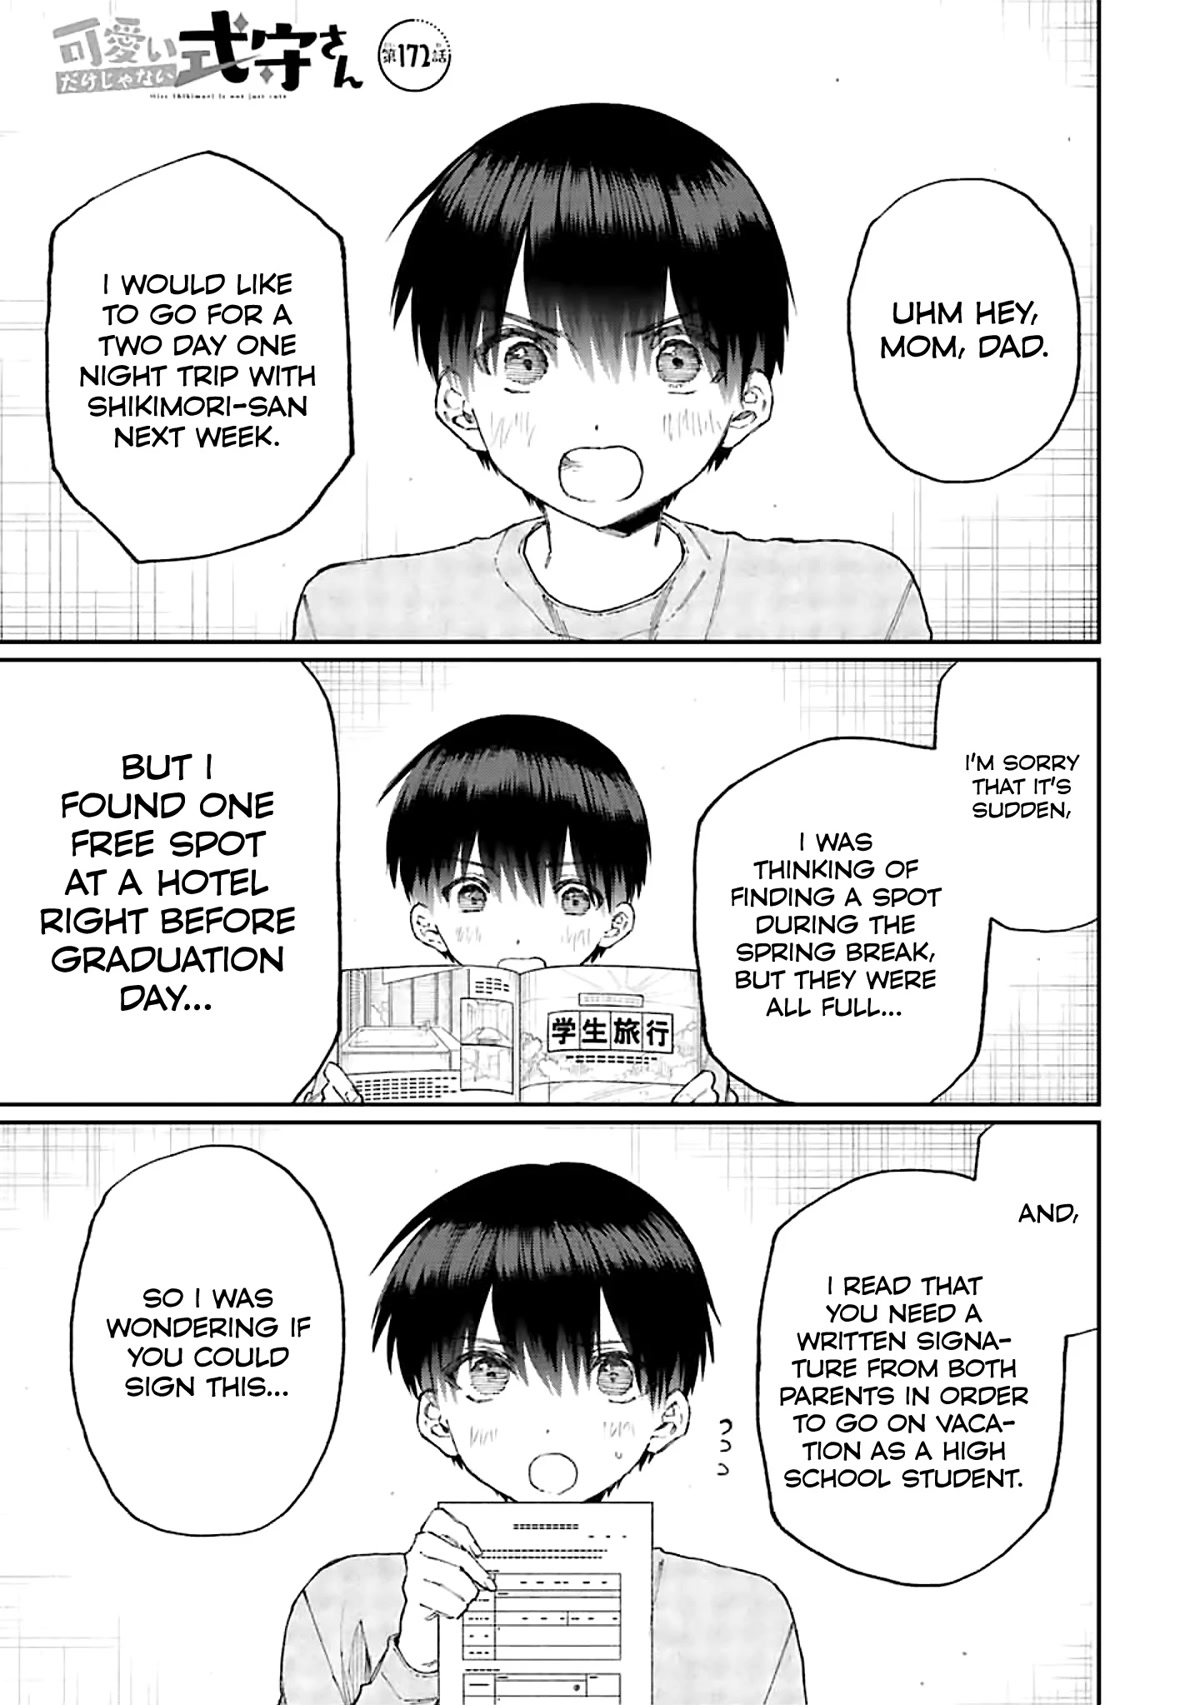 可愛い
だけじゃない
式守さん
Miss Shikimori is not just cute
第172話
UHM HEY,
MOM, DAD.
I WOULD LIKE
TO GO FOR A
TWO DAY ONE
NIGHT TRIP WITH
SHIKIMORI-SAN
NEXT WEEK.
I'M SORRY
THAT IT'S
SUDDEN,
I WAS
THINKING OF
FINDING A SPOT
DURING THE
SPRING BREAK,
BUT THEY WERE
ALL FULL...
学生旅行
BUT I
FOUND ONE
FREE SPOT
AT A HOTEL
RIGHT BEFORE
GRADUATION
DAY...
AND,
I READ THAT
YOU NEED A
WRITTEN SIGNA-
TURE FROM BOTH
PARENTS IN ORDER
TO GO ON VACA-
TION AS A HIGH
SCHOOL STUDENT.
SO I WAS
WONDERING IF
YOU COULD
SIGN THIS...